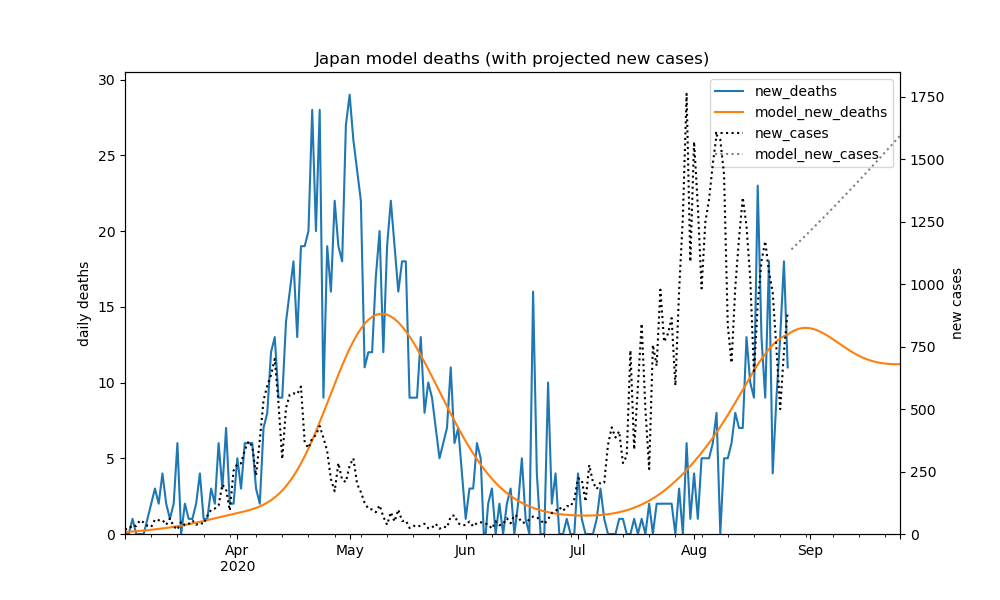 Japan model deaths (with projected new cases)
new_deaths
model_new_deaths
new_cases
model_new_cases
daily deaths
new cases
30
25
20
15
10
5
0
1750
1500
1250
1000
750
500
250
0
Apr
2020
May
Jun
Jul
Aug
Sep